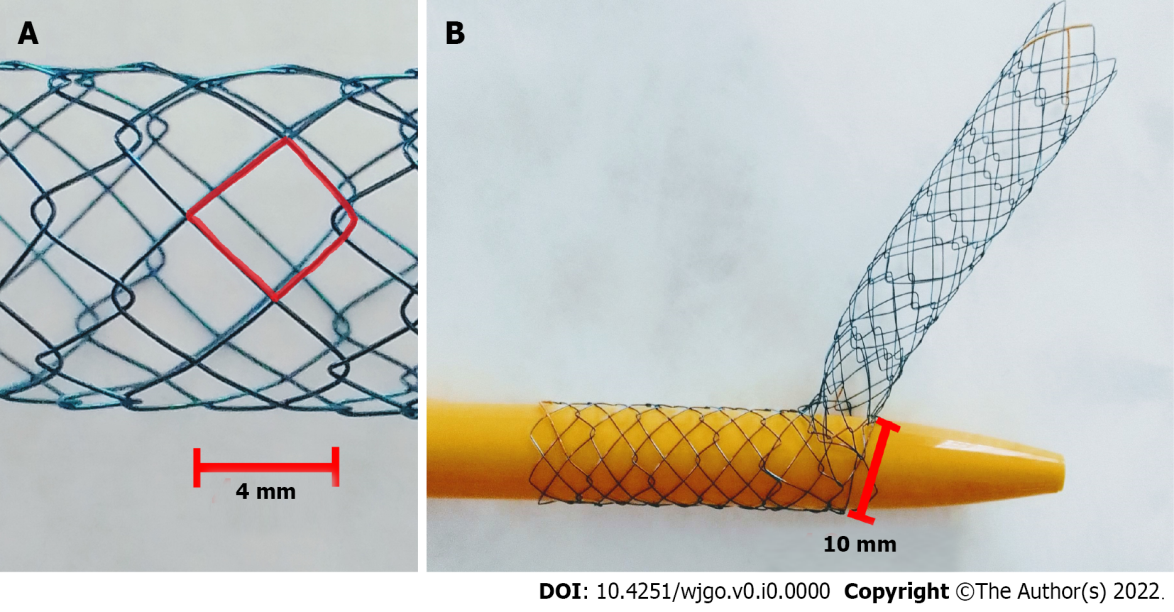 A
B
4 mm
10 mm
DOI: 10.4251/wjgo.v0.i0.0000 Copyright ©The Author(s) 2022.